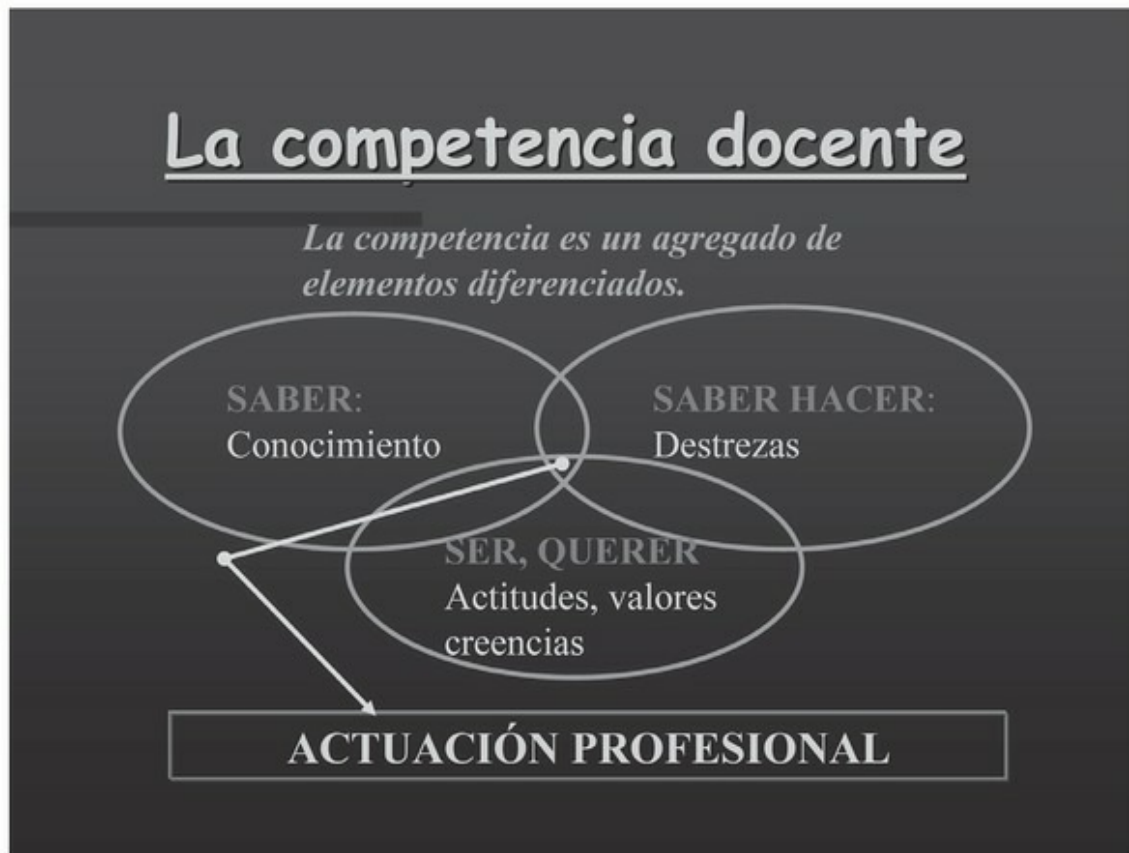 La competencia docente
La competencia es un agregado de
elementos diferenciados.
SABER:
Conocimiento
SABER HACER:
Destrezas
SER, QUERER
Actitudes, valores
creencias
ACTUACIÓN PROFESIONAL